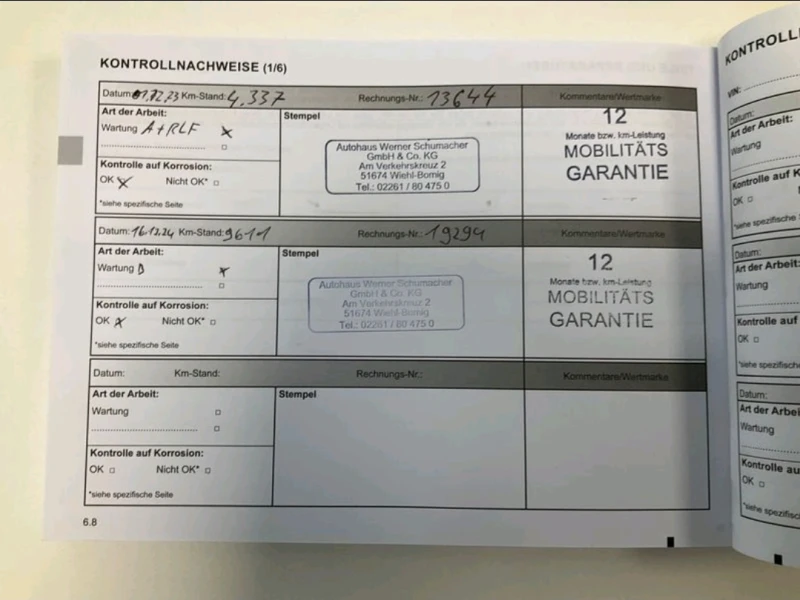 KONTROLLNACHWEISE (1/6)
Datum: 01.12.23 Km-Stand: 4.337 Rechnungs-Nr.: 13644 Kommentare/Wertmarke
Art der Arbeit:
Wartung A+RLF
Kontrolle auf Korrosion:
OK Nicht OK*
*siehe spezifische Seite
Stempel
Autohaus Werner Schumacher
GmbH & Co. KG
Am Verkehrskreuz 2
51674 Wiehl-Bomig
Tel.: 02261 / 80 475 0
12
Monate bzw. km-Leistung
MOBILITÄTS
GARANTIE
Datum: 16.12.24 Km-Stand: 9611 Rechnungs-Nr.: 19294 Kommentare/Wertmarke
Art der Arbeit:
Wartung B
Kontrolle auf Korrosion:
OK Nicht OK*
*siehe spezifische Seite
Stempel
Autohaus Werner Schumacher
GmbH & Co. KG
Am Verkehrskreuz 2
51674 Wiehl-Bomig
Tel.: 02261 / 80 475 0
12
Monate bzw. km-Leistung
MOBILITÄTS
GARANTIE
Datum: Km-Stand: Rechnungs-Nr.: Kommentare/Wertmarke
Art der Arbeit:
Wartung
Kontrolle auf Korrosion:
OK Nicht OK*
*siehe spezifische Seite
Stempel
6.8
KONTROLL
VIN:
Datum:
Art der Arbeit:
Wartung
Kontrolle auf
OK
*siehe spezifische
Datum:
Art der Arbei
Wartung
Kontrolle auf
OK
*siehe spezifisc
Datum:
Art der Arbei
Wartung
Kontrolle au
OK
*siehe spezifisc